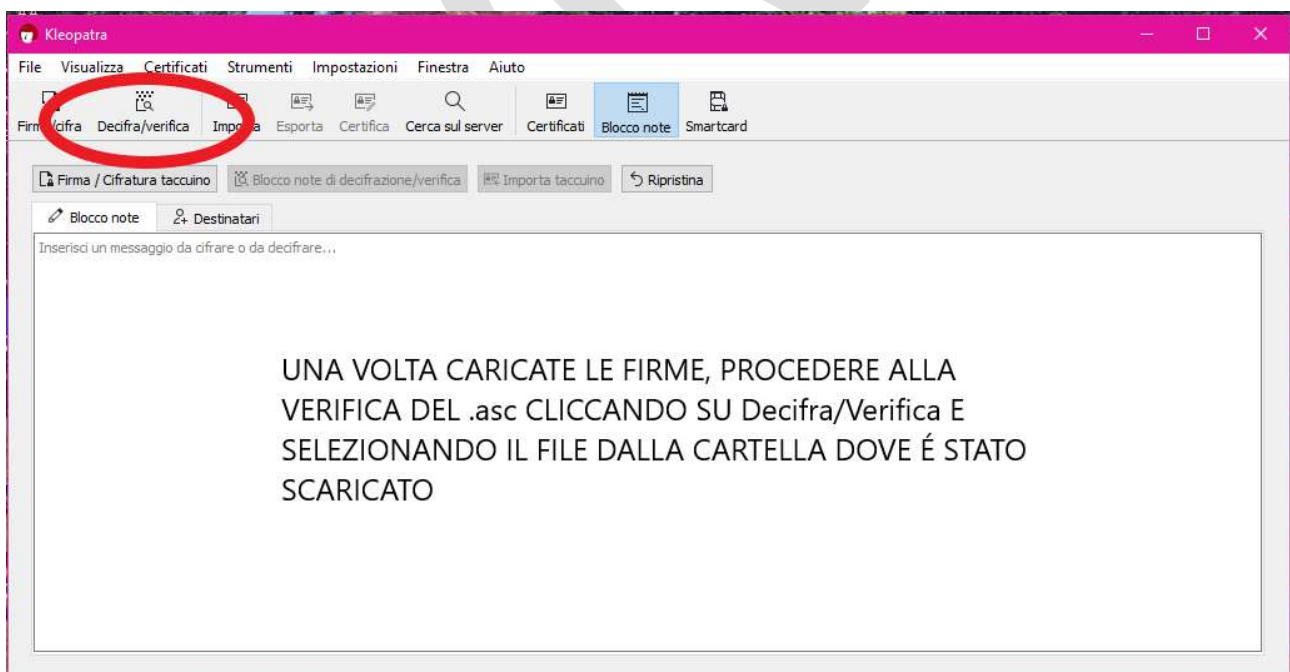 Kleopatra
File Visualizza Certificati Strumenti Impostazioni Finestra Aiuto
Decifra/verifica Esporta Certifica Cerca sul server Certificati Blocco note Smartcard
Firma / Cifratura taccuino Blocco note di decifrazione/verifica Importa taccuino Ripristina
Blocco note Destinatari
Inserisci un messaggio da cifrare o da decifrare...
UNA VOLTA CARICATE LE FIRME, PROCEDERE ALLA
VERIFICA DEL .asc CLICCANDO SU Decifra/Verifica E
SELEZIONANDO IL FILE DALLA CARTELLA DOVE É STATO
SCARICATO